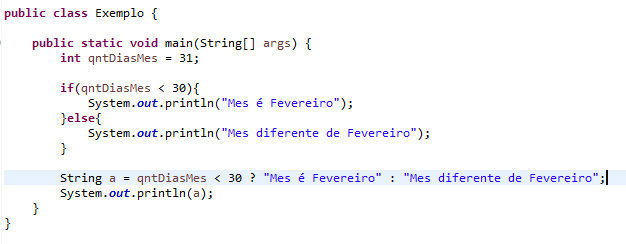 public class Exemplo {
public static void main(String[] args) {
int qntDiasMes = 31;
if(qntDiasMes < 30){
System.out.println("Mes é Fevereiro");
}else{
System.out.println("Mes diferente de Fevereiro");
}
String a = qntDiasMes < 30 ? "Mes é Fevereiro" : "Mes diferente de Fevereiro";
System.out.println(a);
}
}